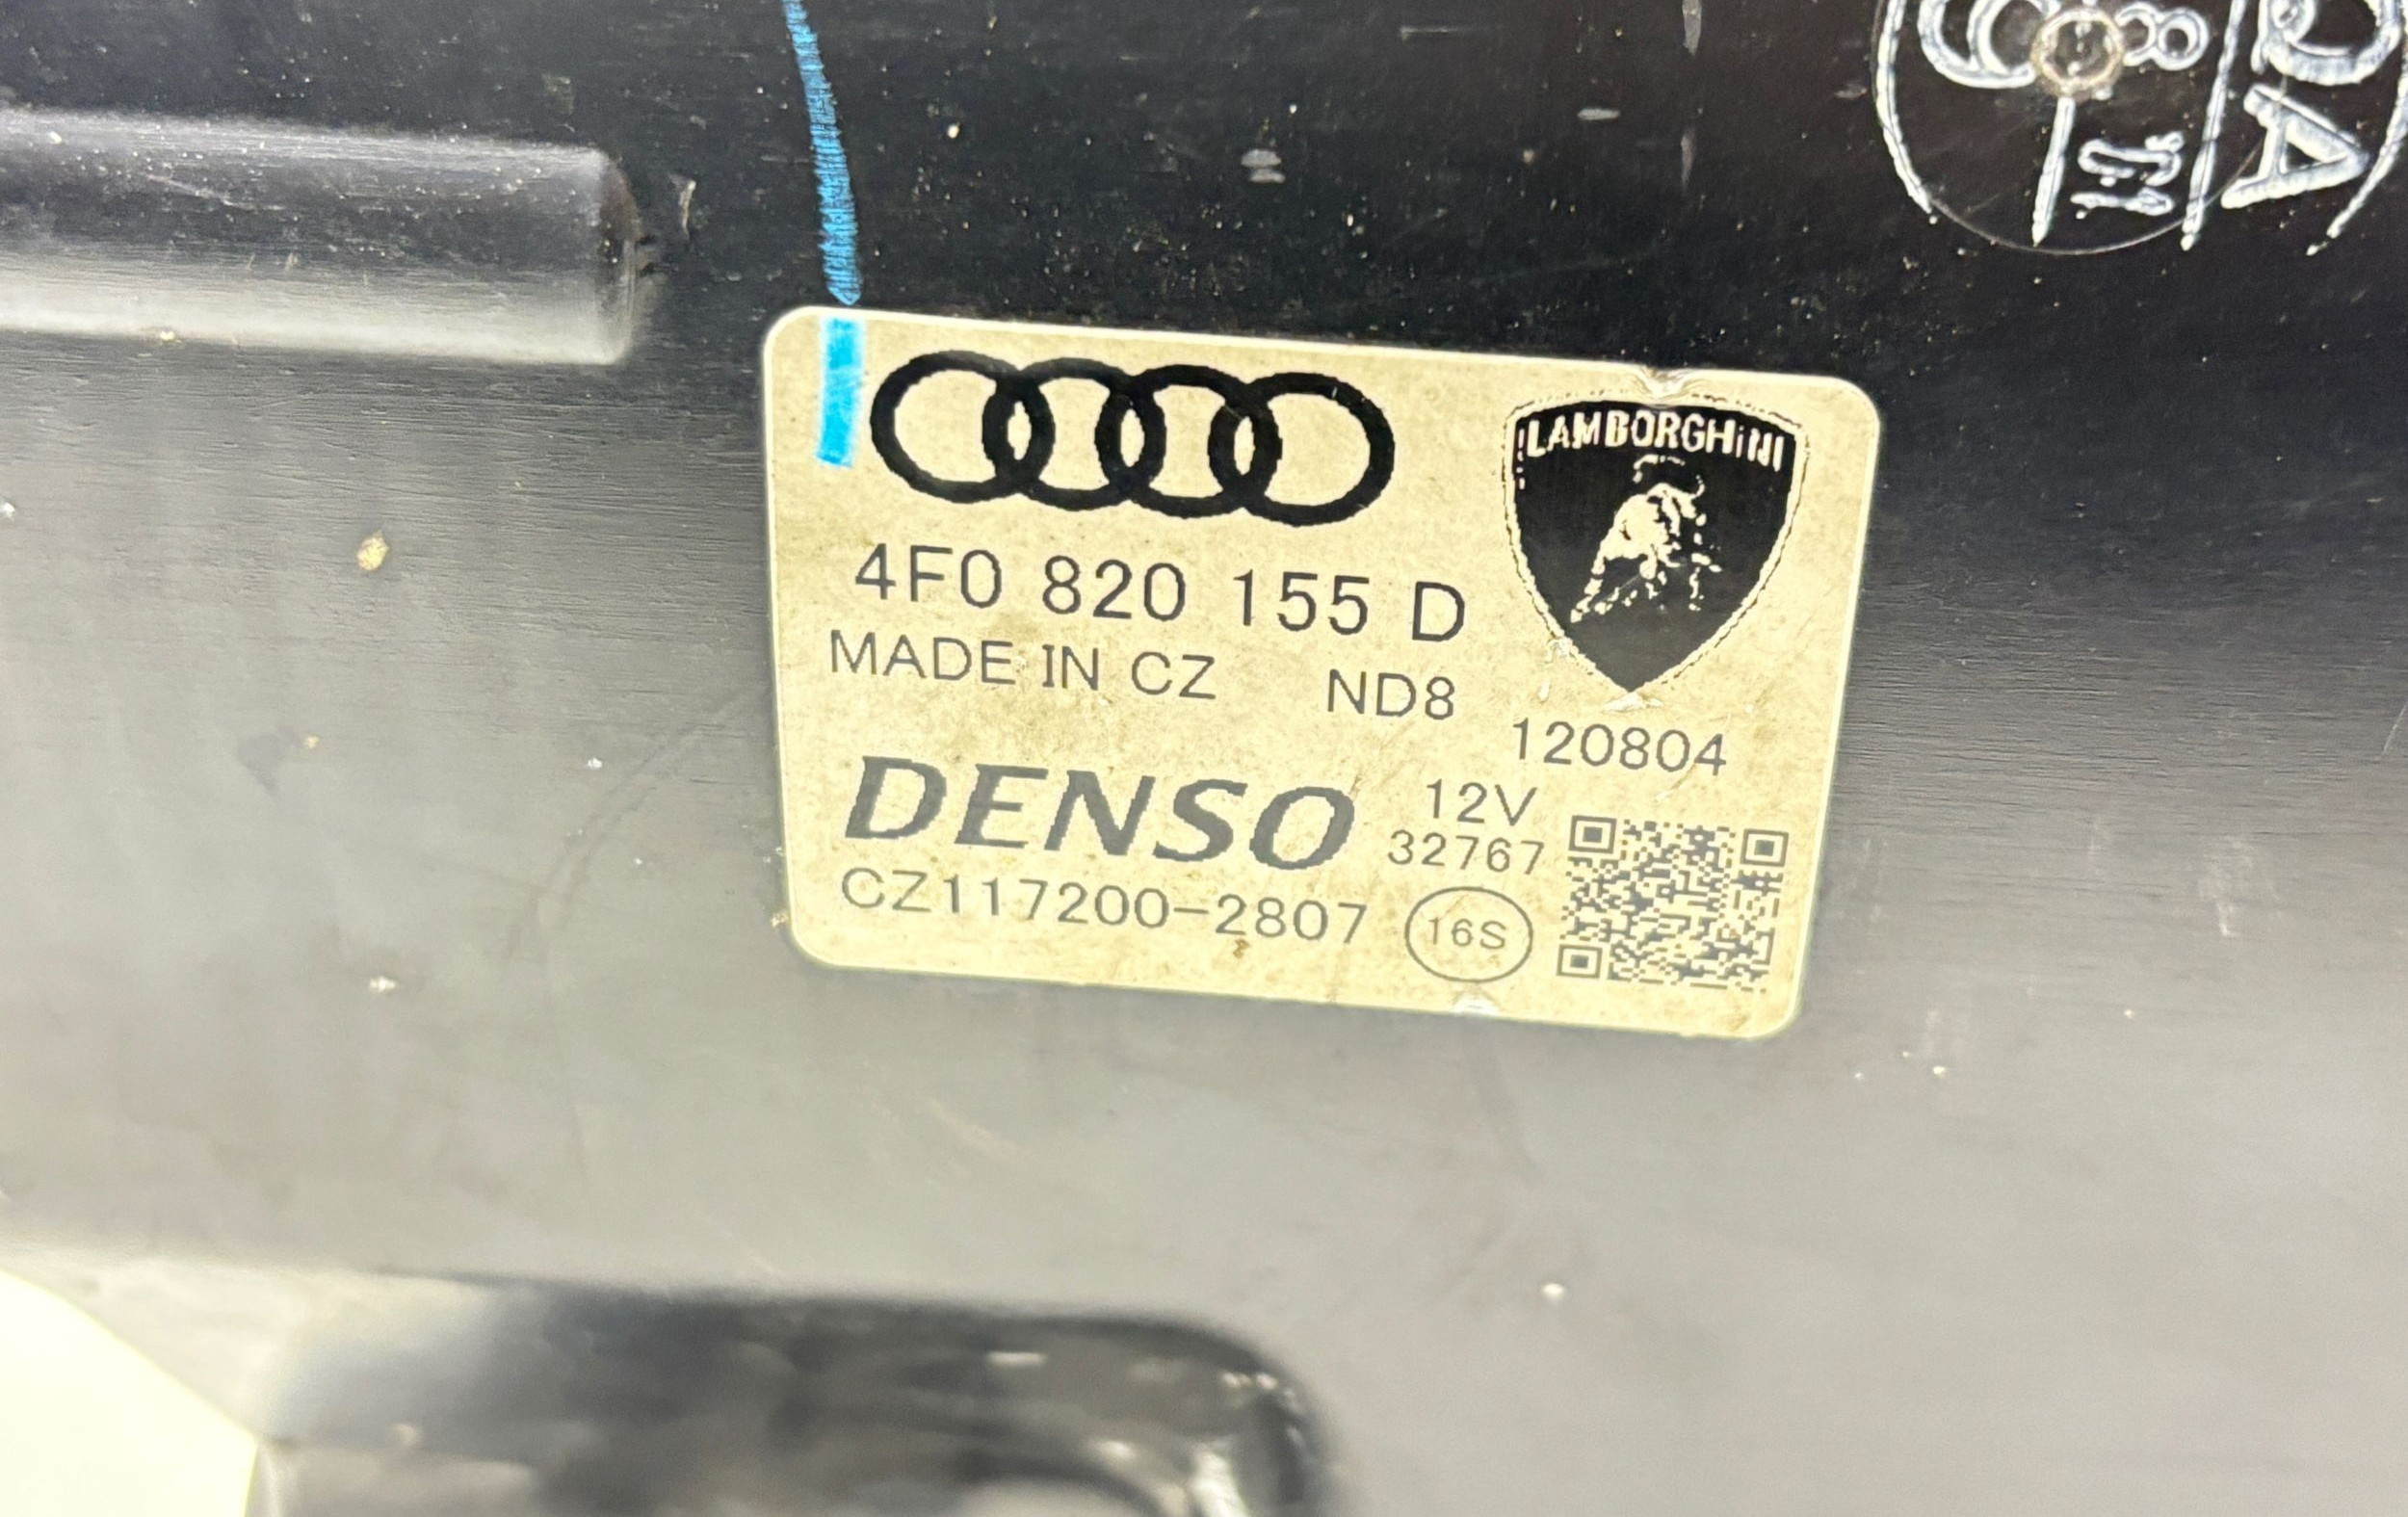 LAMBORGHiNI
4F0 820 155 D
MADE IN CZ ND8
120804
DENSO
12V
32767
CZ117200-2807
16S